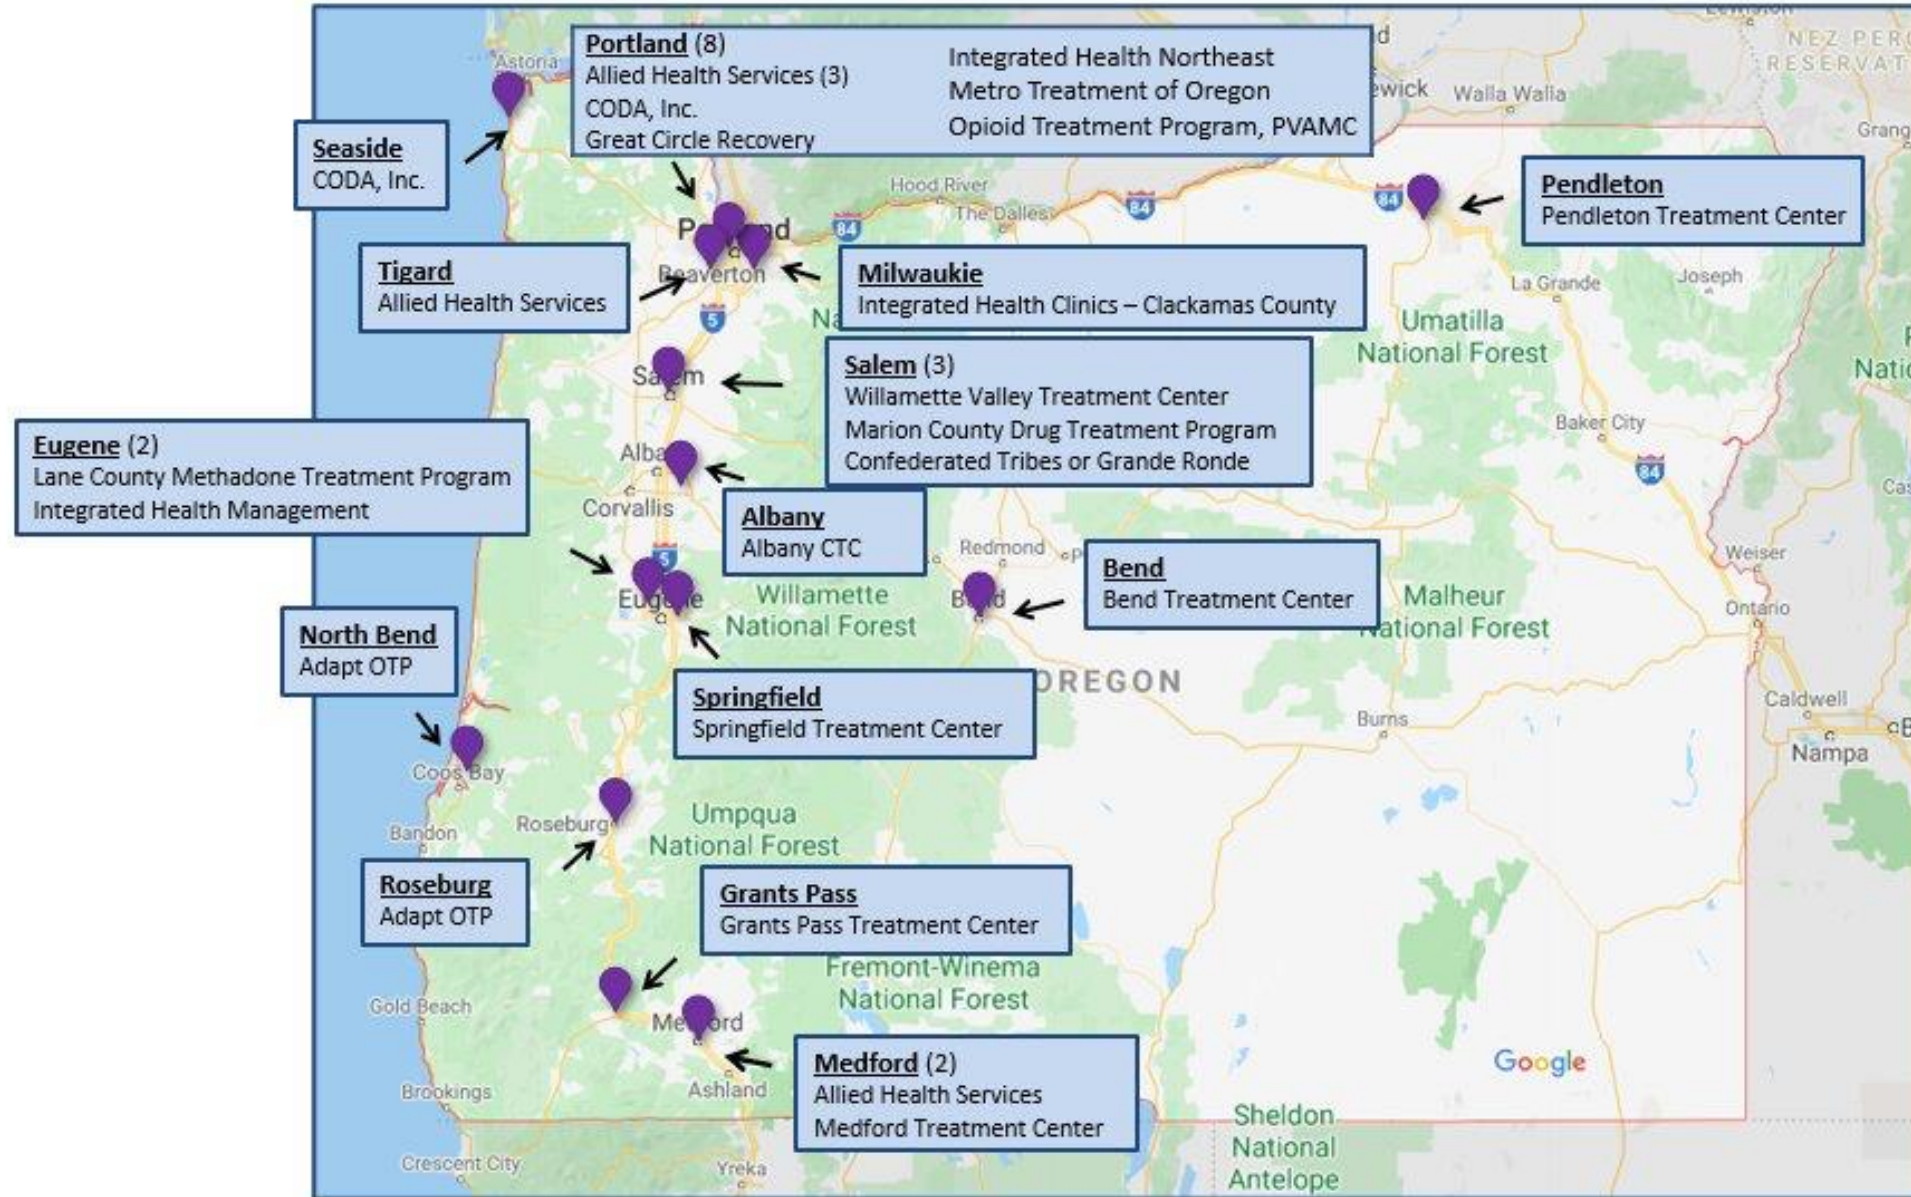 Portland (8)
Allied Health Services (3)
CODA, Inc.
Great Circle Recovery
Integrated Health Northeast
Metro Treatment of Oregon
Opioid Treatment Program, PVAMC
Astoria
ewick
Walla Walla
NEZ PERC
RESERVAT
Grang
Seaside
CODA, Inc.
Hood River
The Dalles
84
84
84
Pendleton
Pendleton Treatment Center
Tigard
Allied Health Services
Beaverton
Milwaukie
Integrated Health Clinics – Clackamas County
La Grande
Joseph
5
Na
Umatilla
National Forest
Natio
Salem (3)
Willamette Valley Treatment Center
Marion County Drug Treatment Program
Confederated Tribes or Grande Ronde
Baker City
84
Eugene (2)
Lane County Methadone Treatment Program
Integrated Health Management
Alba
Corvallis
Albany
Albany CTC
Redmond
5
Bend
Bend Treatment Center
Weiser
Willamette
National Forest
Malheur
National Forest
Ontario
North Bend
Adapt OTP
Springfield
Springfield Treatment Center
OREGON
Burns
Caldwell
Nampa
Coos Bay
Bandon
Roseburg
Umpqua
National Forest
Roseburg
Adapt OTP
Grants Pass
Grants Pass Treatment Center
Fremont-Winema
National Forest
Gold Beach
Medford (2)
Allied Health Services
Medford Treatment Center
Google
Brookings
Ashland
Sheldon
National
Antelope
Crescent City
Yreka